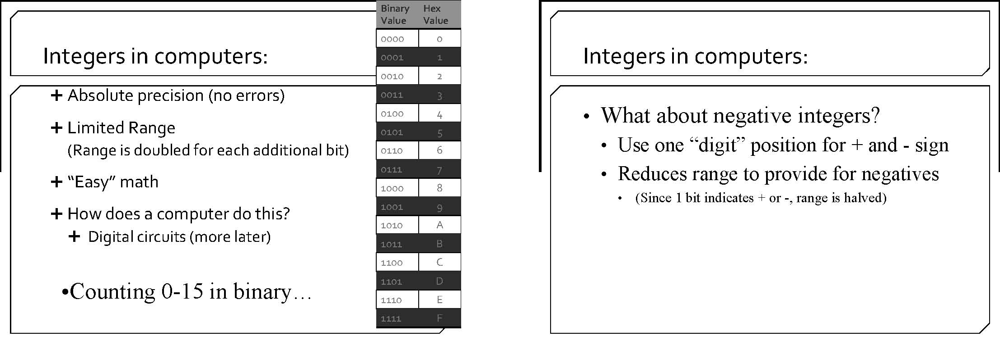 Integers in computers:
+ Absolute precision (no errors)
+ Limited Range
(Range is doubled for each additional bit)
+ “Easy” math
+ How does a computer do this?
+ Digital circuits (more later)
•Counting 0-15 in binary…
Binary Value Hex Value
0000 0
0001 1
0010 2
0011 3
0100 4
0101 5
0110 6
0111 7
1000 8
1001 9
1010 A
1011 B
1100 C
1101 D
1110 E
1111 F
Integers in computers:
• What about negative integers?
• Use one “digit” position for + and - sign
• Reduces range to provide for negatives
• (Since 1 bit indicates + or -, range is halved)